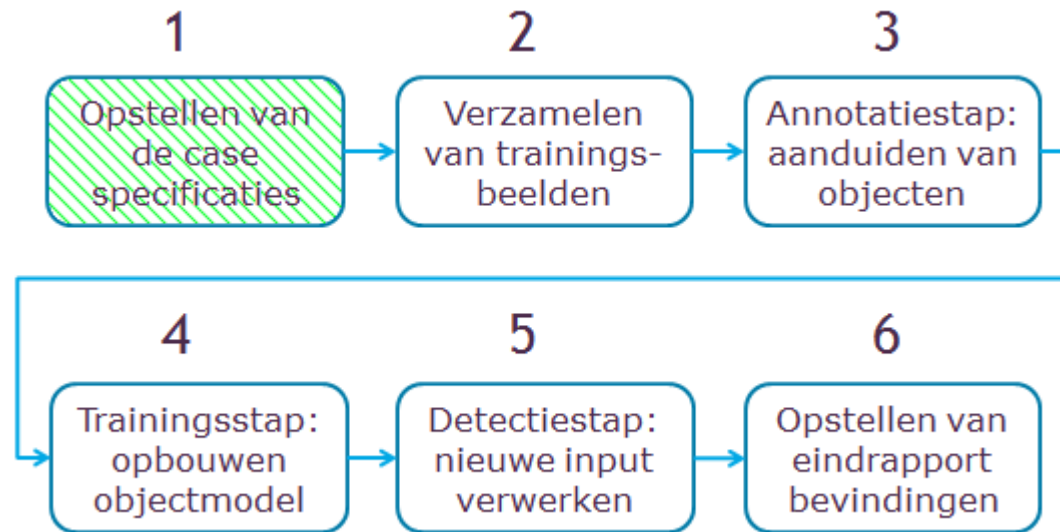 1
Opstellen van
de case
specificaties
2
Verzamelen
van trainings-
beelden
3
Annotatiestap:
aanduiden van
objecten
4
Trainingsstap:
opbouwen
objectmodel
5
Detectiestap:
nieuwe input
verwerken
6
Opstellen van
eindrapport
bevindingen